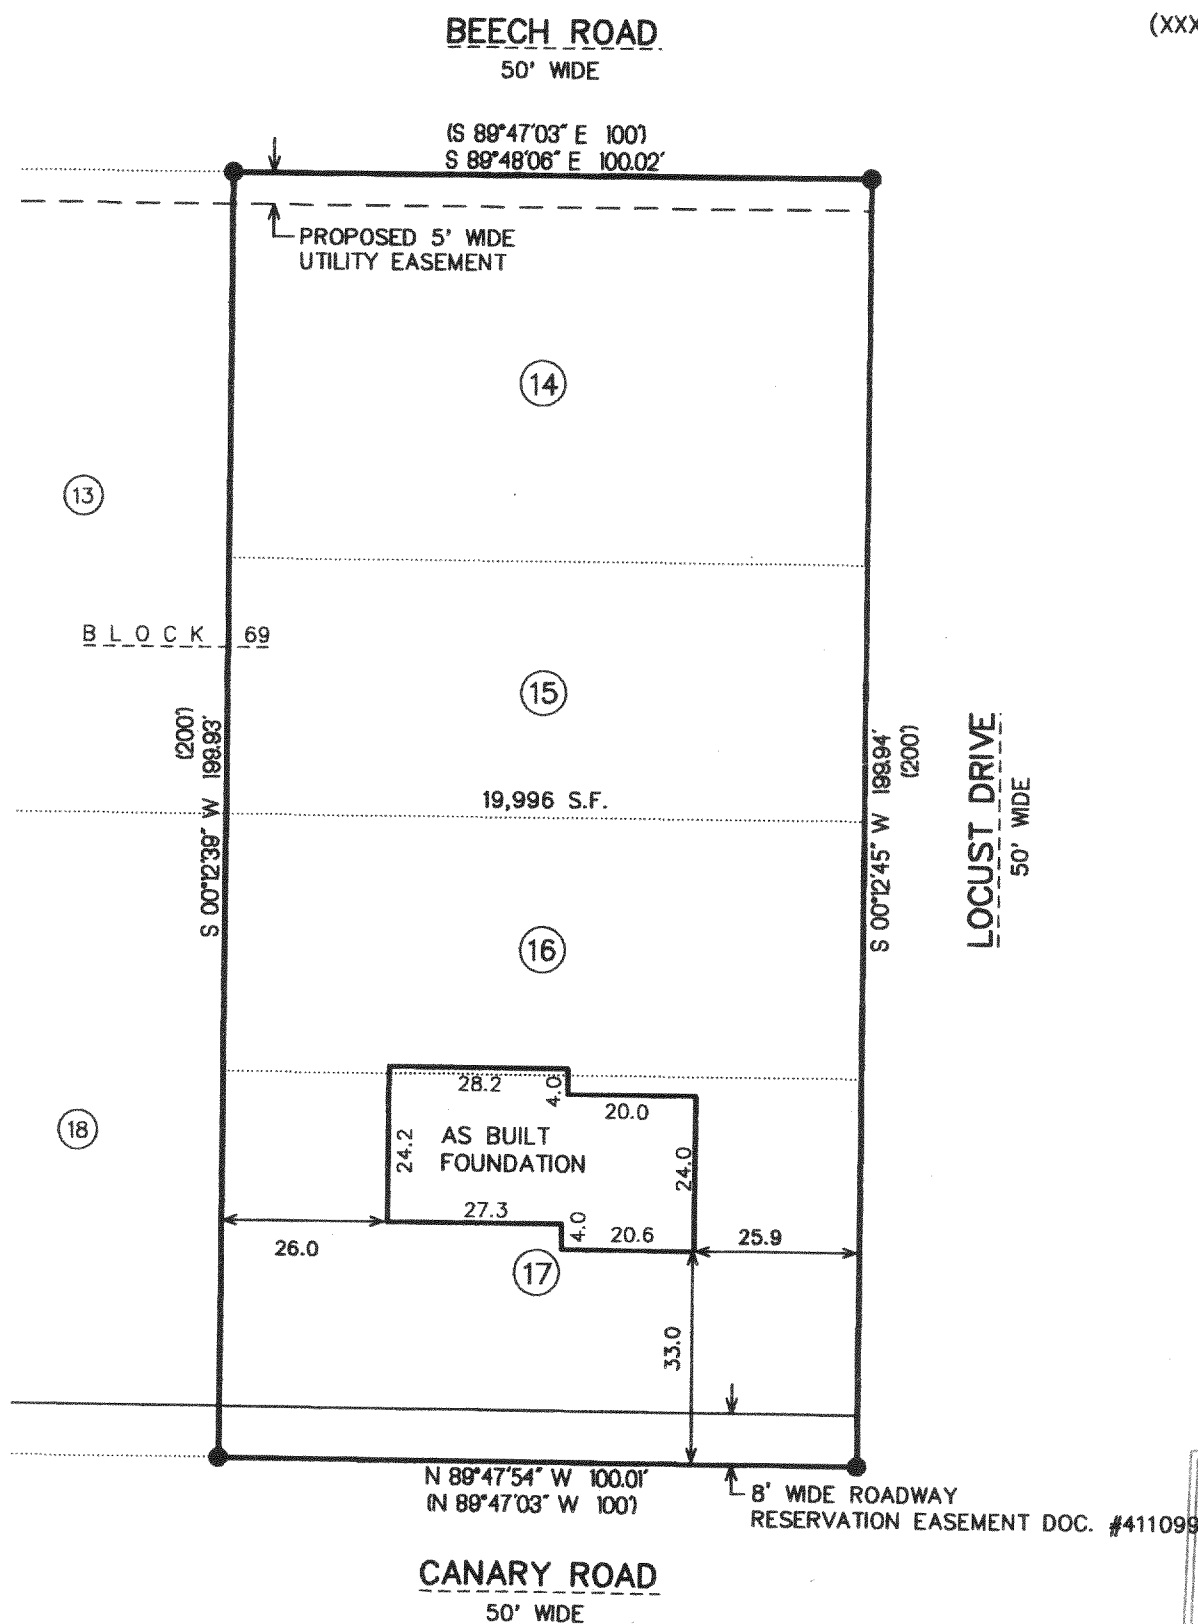 BEECH ROAD
50' WIDE
(XXX
(S 89°47'03" E 100')
S 89°48'06" E 100.02'
PROPOSED 5' WIDE
UTILITY EASEMENT
14
13
BLOCK 69
15
(200')
S 00°12'39" W 199.93'
19,996 S.F.
S 00°12'45" W 199.94'
(200')
LOCUST DRIVE
50' WIDE
16
28.2
4.0
20.0
18
24.2
AS BUILT
FOUNDATION
24.0
27.3
4.0
20.6
26.0
25.9
17
33.0
N 89°47'54" W 100.01'
(N 89°47'03" W 100')
8' WIDE ROADWAY
RESERVATION EASEMENT DOC. #411099
CANARY ROAD
50' WIDE